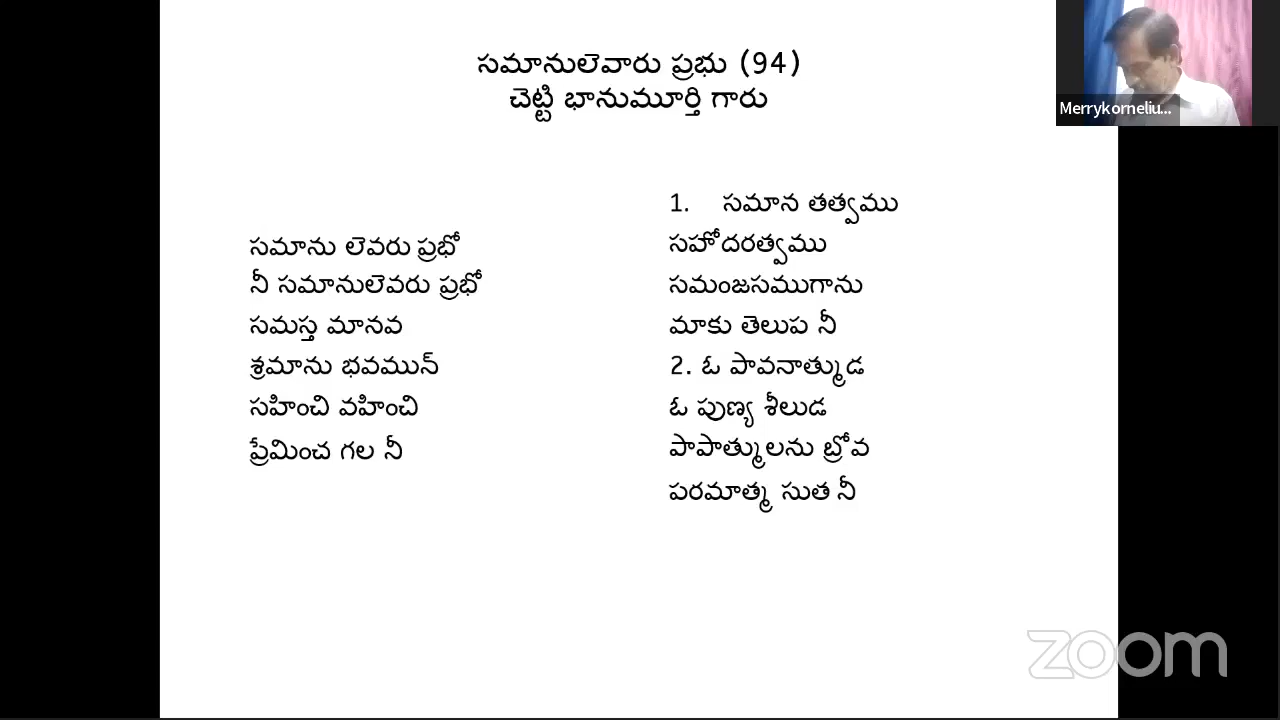 సమానులెవారు ప్రభు (94)
చెట్టి భానుమూర్తి గారు
Merrykorneliu...
సమాను లెవరు ప్రభో
నీ సమానులెవరు ప్రభో
సమస్త మానవ
శ్రమాను భవమున్
సహించి వహించి
ప్రేమించ గల నీ
1. సమాన తత్వము
సహోదరత్వము
సమంజసముగాను
మాకు తెలుప నీ
2. ఓ పావనాత్ముడ
ఓ పుణ్య శీలుడ
పాపాత్ములను బ్రోవ
పరమాత్మ సుత నీ
zoom